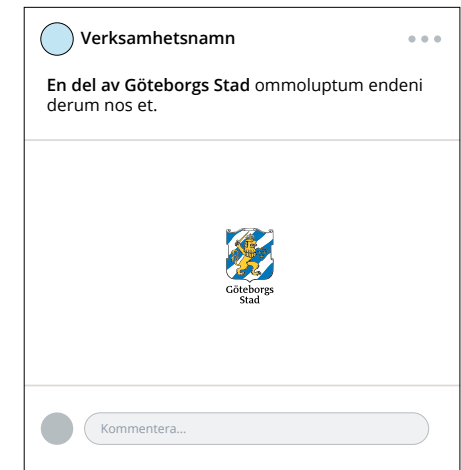 Verksamhetsnamn
En del av Göteborgs Stad ommoluptum endeni
derum nos et.
Göteborgs
Stad
Kommentera...